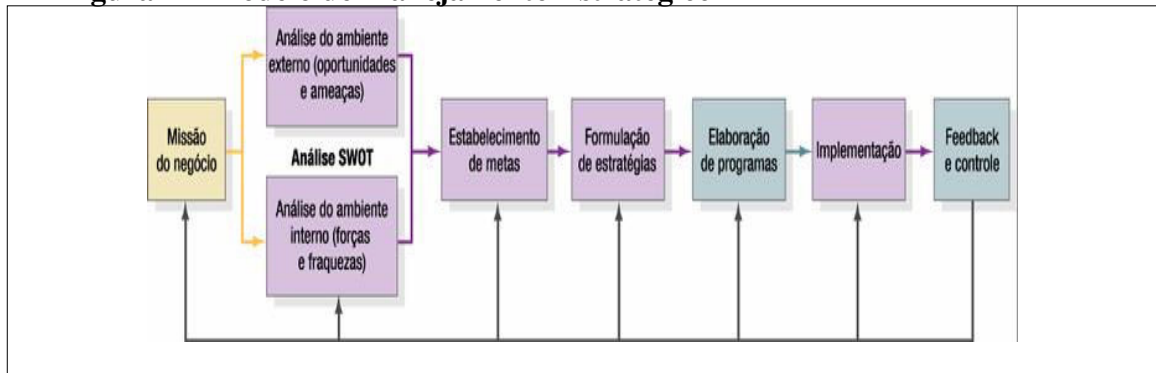 Missão
do negócio
Análise do ambiente
externo (oportunidades
e ameaças)
Análise SWOT
Análise do ambiente
interno (forças
e fraquezas)
Estabelecimento
de metas
Formulação
de estratégias
Elaboração
de programas
Implementação
Feedback
e controle